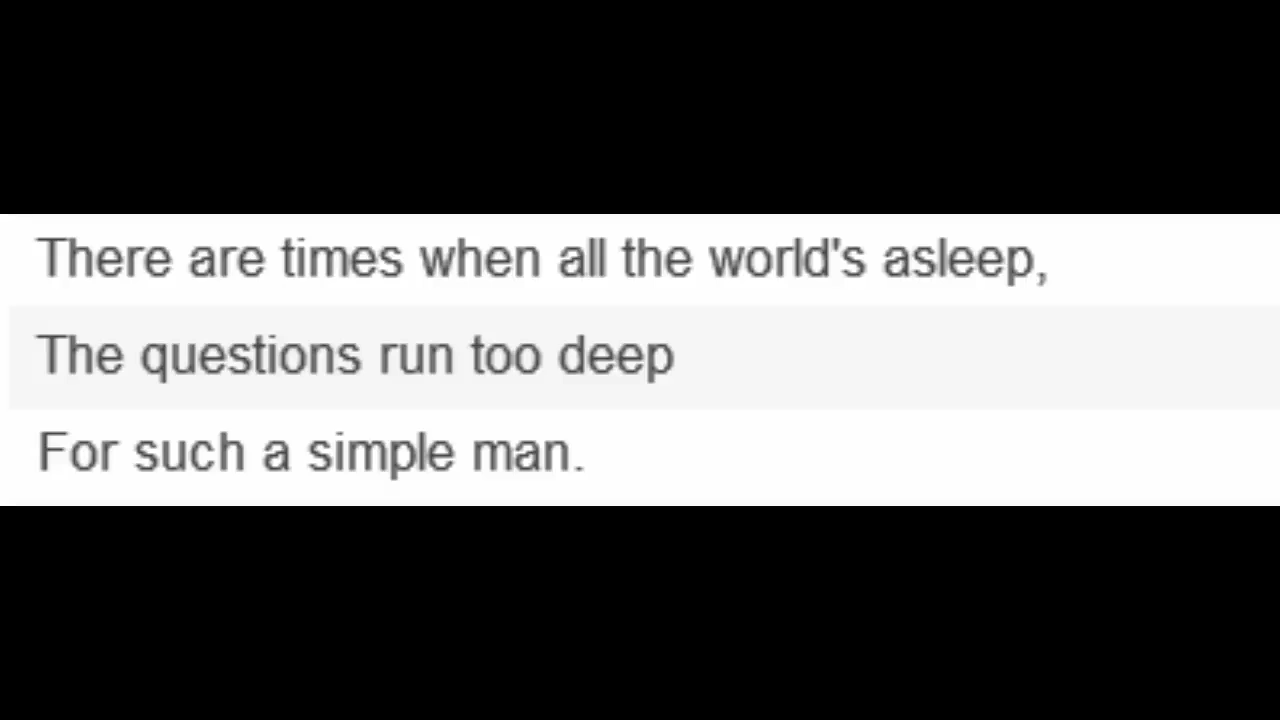 There are times when all the world's asleep,
The questions run too deep
For such a simple man.